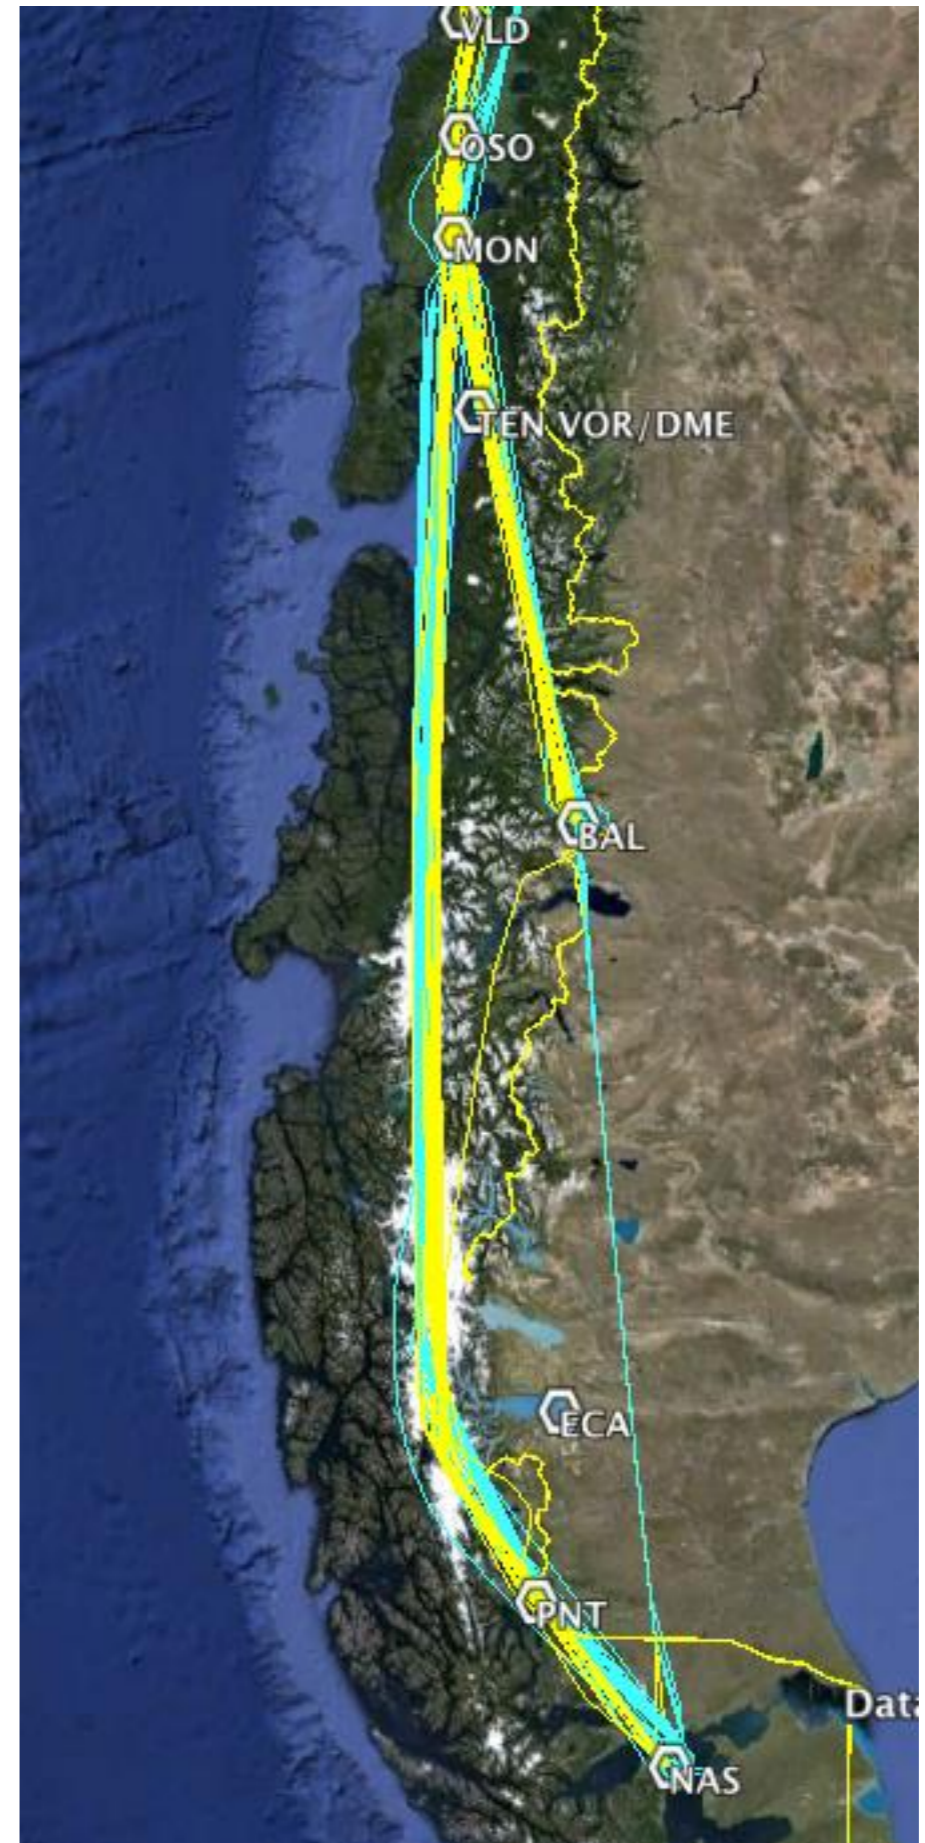 VLD
OSO
MON
TEN VOR/DME
BAL
ECA
PNT
Data
NAS